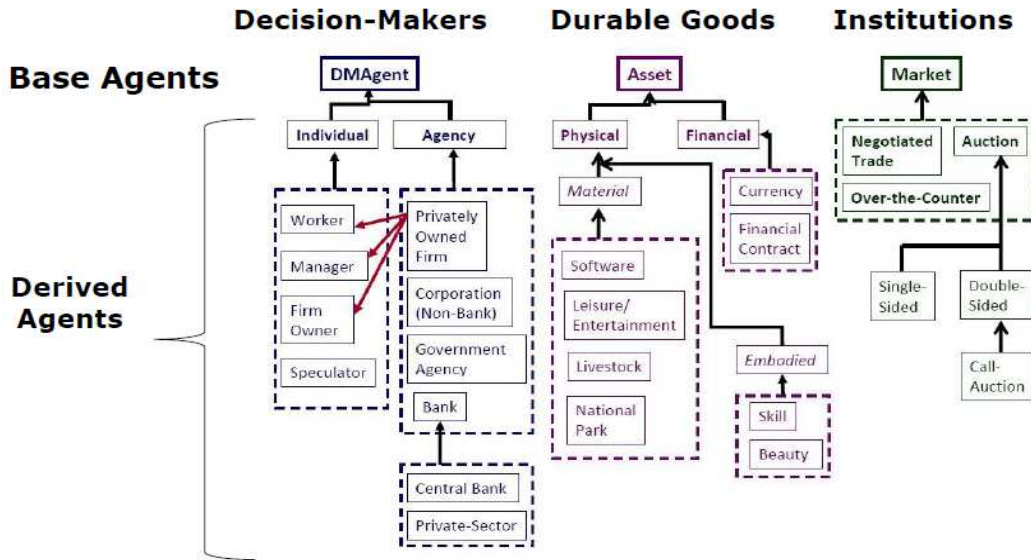 Decision-Makers
Durable Goods
Institutions
Base Agents
DMAgent
Asset
Market
Individual
Agency
Physical
Financial
Negotiated
Trade
Auction
Over-the-Counter
Material
Currency
Financial
Contract
Worker
Manager
Firm
Owner
Speculator
Privately
Owned
Firm
Corporation
(Non-Bank)
Government
Agency
Bank
Software
Leisure/
Entertainment
Livestock
National
Park
Single-
Sided
Double-
Sided
Derived
Agents
Embodied
Call-
Auction
Skill
Beauty
Central Bank
Private-Sector